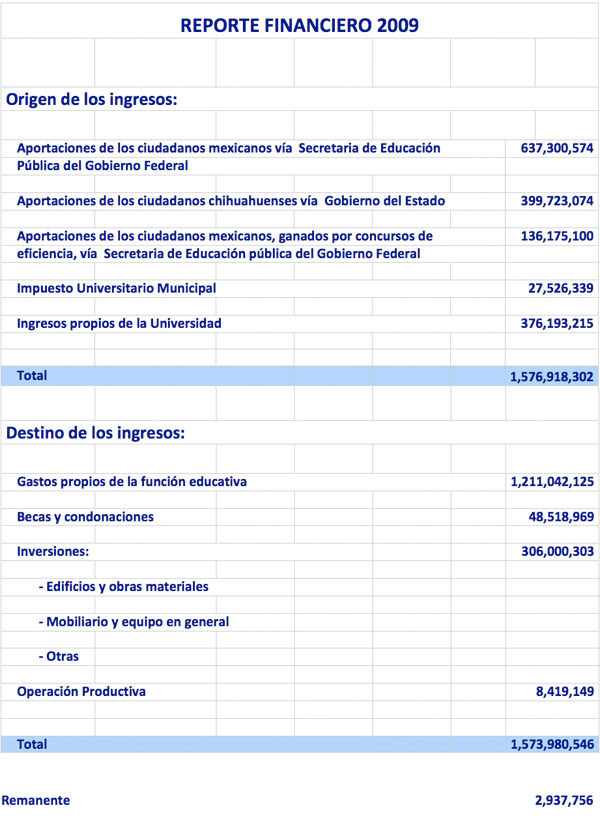 REPORTE FINANCIERO 2009
Origen de los ingresos:
Aportaciones de los ciudadanos mexicanos vía Secretaria de Educación 637,300,574
Pública del Gobierno Federal
Aportaciones de los ciudadanos chihuahuenses vía Gobierno del Estado 399,723,074
Aportaciones de los ciudadanos mexicanos, ganados por concursos de 136,175,100
eficiencia, vía Secretaria de Educación pública del Gobierno Federal
Impuesto Universitario Municipal 27,526,339
Ingresos propios de la Universidad 376,193,215
Total 1,576,918,302
Destino de los ingresos:
Gastos propios de la función educativa 1,211,042,125
Becas y condonaciones 48,518,969
Inversiones: 306,000,303
- Edificios y obras materiales
- Mobiliario y equipo en general
- Otras
Operación Productiva 8,419,149
Total 1,573,980,546
Remanente 2,937,756